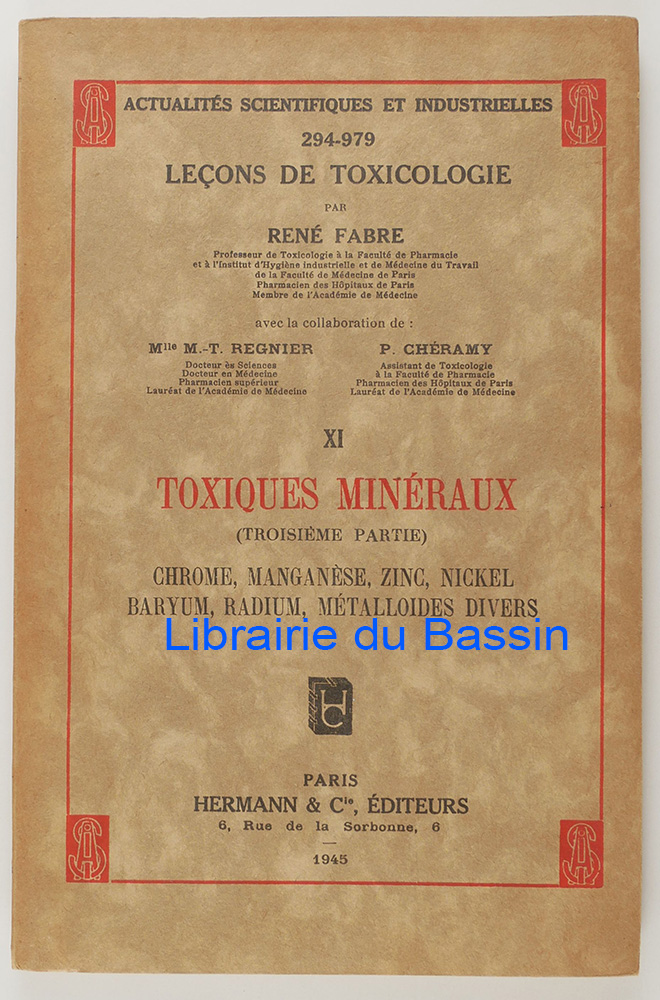 ACTUALITÉS SCIENTIFIQUES ET INDUSTRIELLES
294-979
LEÇONS DE TOXICOLOGIE
PAR
RENÉ FABRE
Professeur de Toxicologie à la Faculté de Pharmacie
et à l'Institut d'Hygiène industrielle et de Médecine du Travail
de la Faculté de Médecine de Paris
Pharmacien des Hôpitaux de Paris
Membre de l'Académie de Médecine
avec la collaboration de :
Mlle M.-T. REGNIER
Docteur ès Sciences
Docteur en Médecine
Pharmacien supérieur
Lauréat de l'Académie de Médecine
P. CHÉRAMY
Assistant de Toxicologie
à la Faculté de Pharmacie
Pharmacien des Hôpitaux de Paris
Lauréat de l'Académie de Médecine
XI
TOXIQUES MINÉRAUX
(TROISIÈME PARTIE)
CHROME, MANGANÈSE, ZINC, NICKEL
BARYUM, RADIUM, MÉTALLOIDES DIVERS
Librairie du Bassin
HC
PARIS
HERMANN & Cie, ÉDITEURS
6, Rue de la Sorbonne, 6
1945